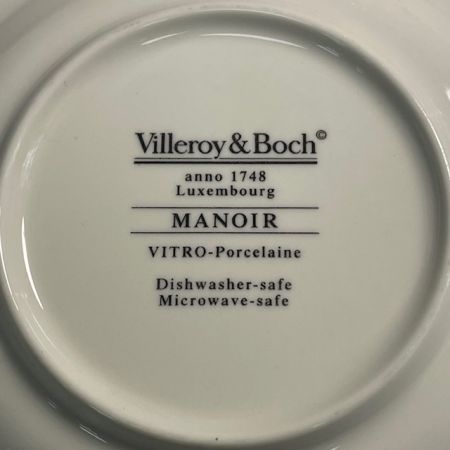 Villeroy & Boch©
anno 1748
Luxembourg
MANOIR
VITRO-Porcelaine
Dishwasher-safe
Microwave-safe